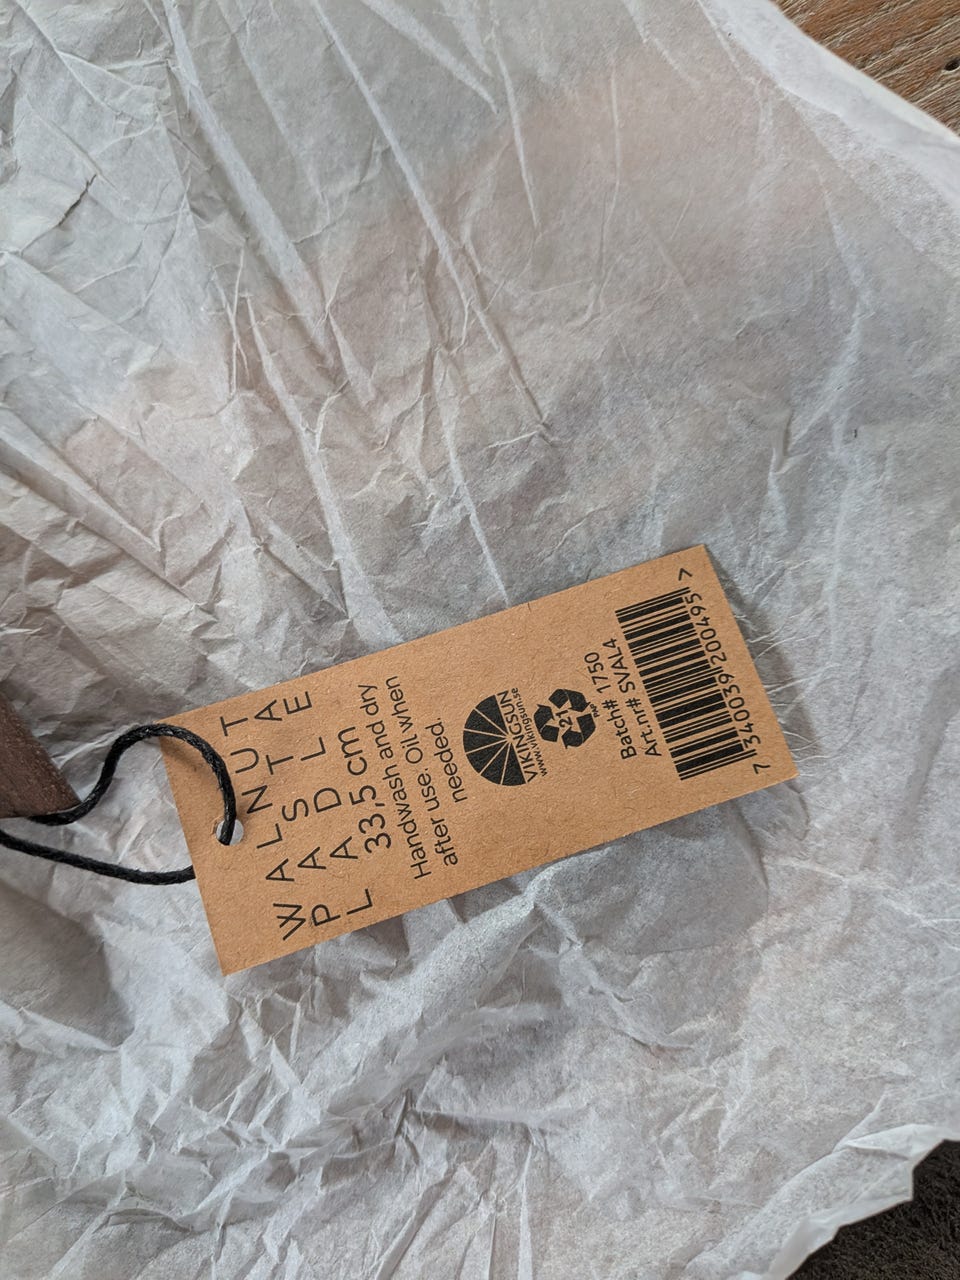 WALNUT
PASTA
LADLE
33,5 cm
Handwash and dry
after use. Oil when
needed.
VIKINGSUN
www.vikingsun.se
21
PAP
Batch# 1750
Art.nr# SVAL4
7 340039 200495 >